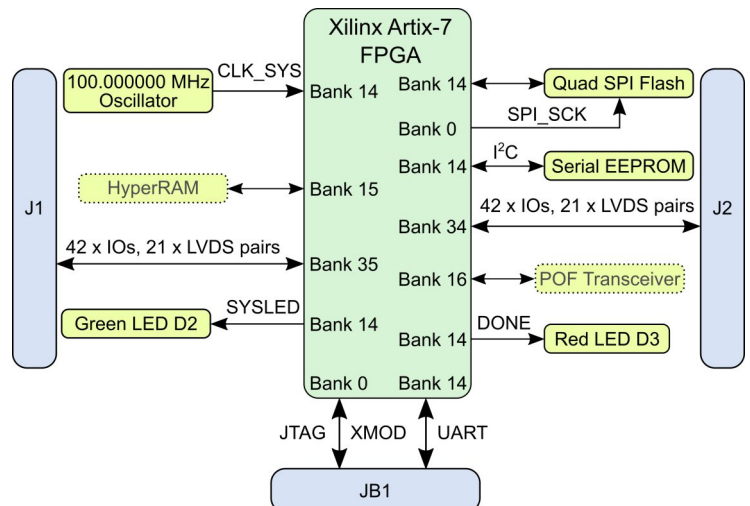 Xilinx Artix-7
FPGA
100.000000 MHz
Oscillator
CLK_SYS
Bank 14
Bank 14
Quad SPI Flash
Bank 0
SPI_SCK
Bank 14
I²C
Serial EEPROM
HyperRAM
Bank 15
J1
J2
42 x IOs, 21 x LVDS pairs
Bank 34
42 x IOs, 21 x LVDS pairs
Bank 35
Bank 16
POF Transceiver
Green LED D2
SYSLED
Bank 14
Bank 14
DONE
Red LED D3
Bank 0
Bank 14
JTAG
XMOD
UART
JB1